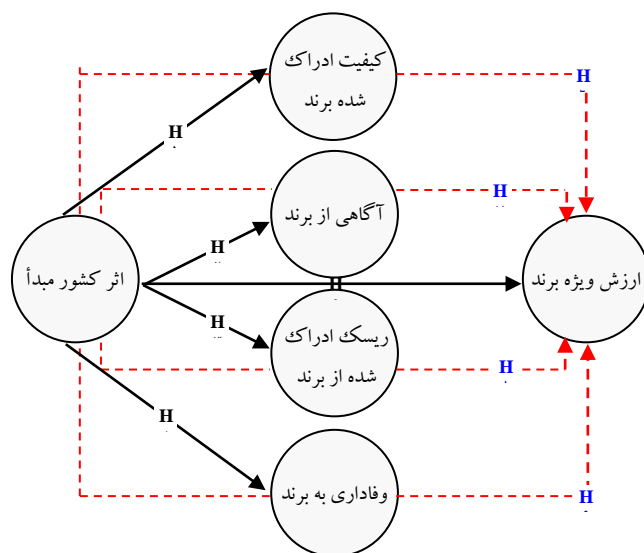 کیفیت ادراک
شده برند
H
H
آگاهی از برند
H
H
اثر کشور مبدأ
H
ارزش ویژه برند
ریسک ادراک
شده از برند
H
H
H
وفاداری به برند
H